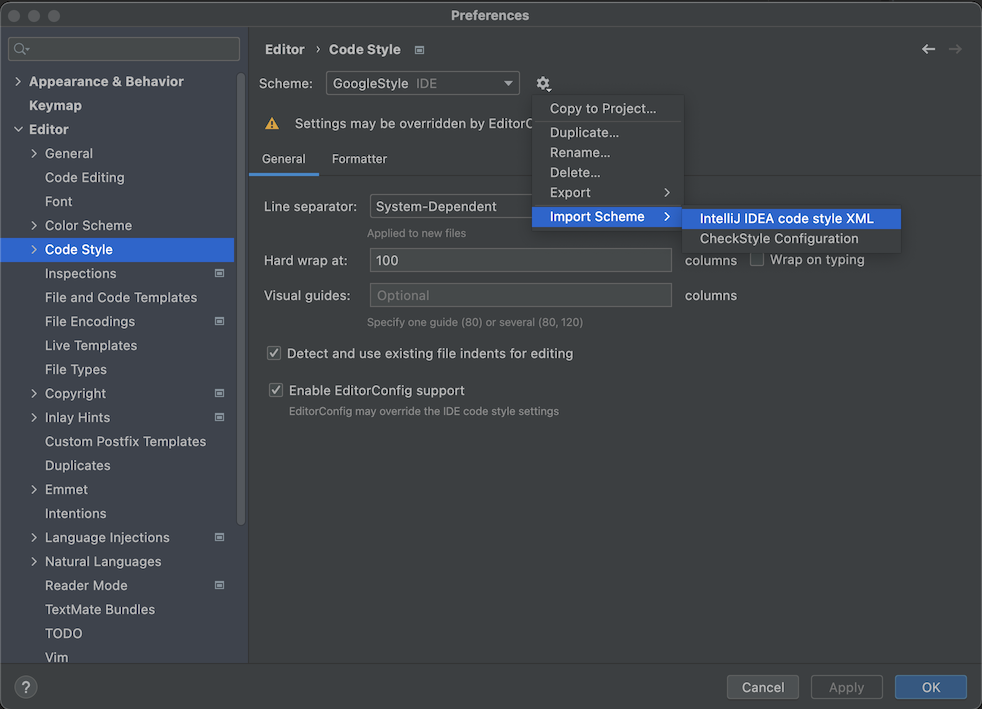 Preferences
Appearance & Behavior
Keymap
Editor
General
Code Editing
Font
Color Scheme
Code Style
Inspections
File and Code Templates
File Encodings
Live Templates
File Types
Copyright
Inlay Hints
Custom Postfix Templates
Duplicates
Emmet
Intentions
Language Injections
Natural Languages
Reader Mode
TextMate Bundles
TODO
Vim
Editor › Code Style
Scheme: GoogleStyle IDE
Settings may be overridden by EditorC
General Formatter
Copy to Project...
Duplicate...
Rename...
Delete...
Export
Import Scheme
IntelliJ IDEA code style XML
CheckStyle Configuration
Line separator: System-Dependent
Applied to new files
Hard wrap at: 100 columns Wrap on typing
Visual guides: Optional columns
Specify one guide (80) or several (80, 120)
Detect and use existing file indents for editing
Enable EditorConfig support
EditorConfig may override the IDE code style settings
? Cancel Apply OK